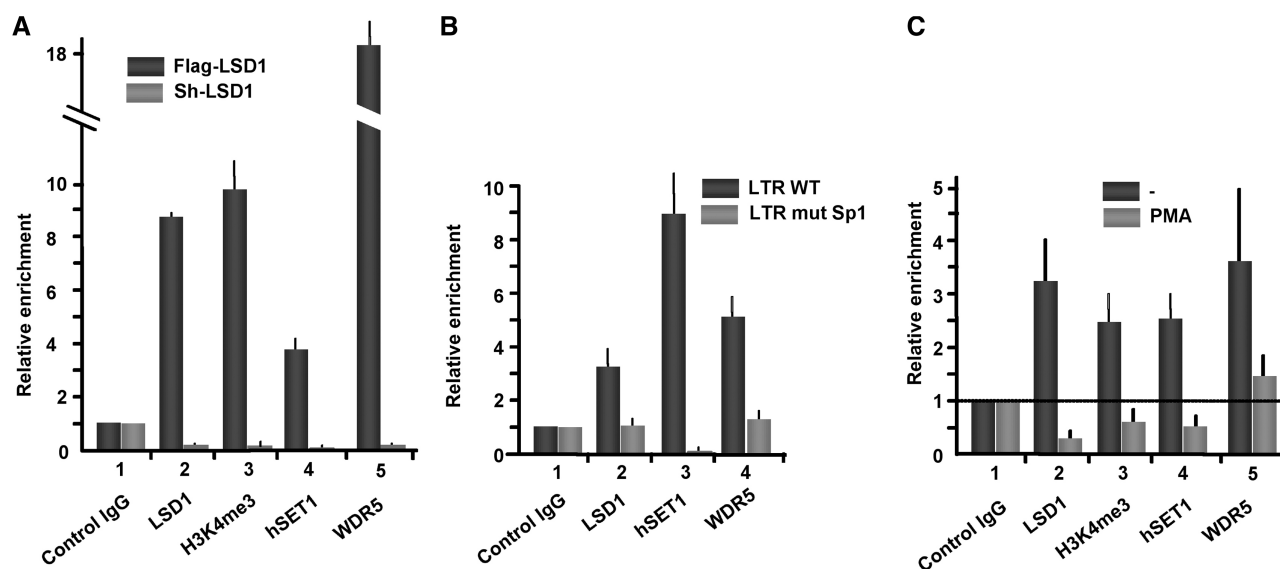 A
18
10
8
6
4
2
0
Relative enrichment
Flag-LSD1
Sh-LSD1
1 2 3 4 5
Control IgG LSD1 H3K4me3 hSET1 WDR5
B
10
8
6
4
2
0
Relative enrichment
LTR WT
LTR mut Sp1
1 2 3 4
Control IgG LSD1 hSET1 WDR5
C
5
4
3
2
1
0
Relative enrichment
-
PMA
1 2 3 4 5
Control IgG LSD1 H3K4me3 hSET1 WDR5